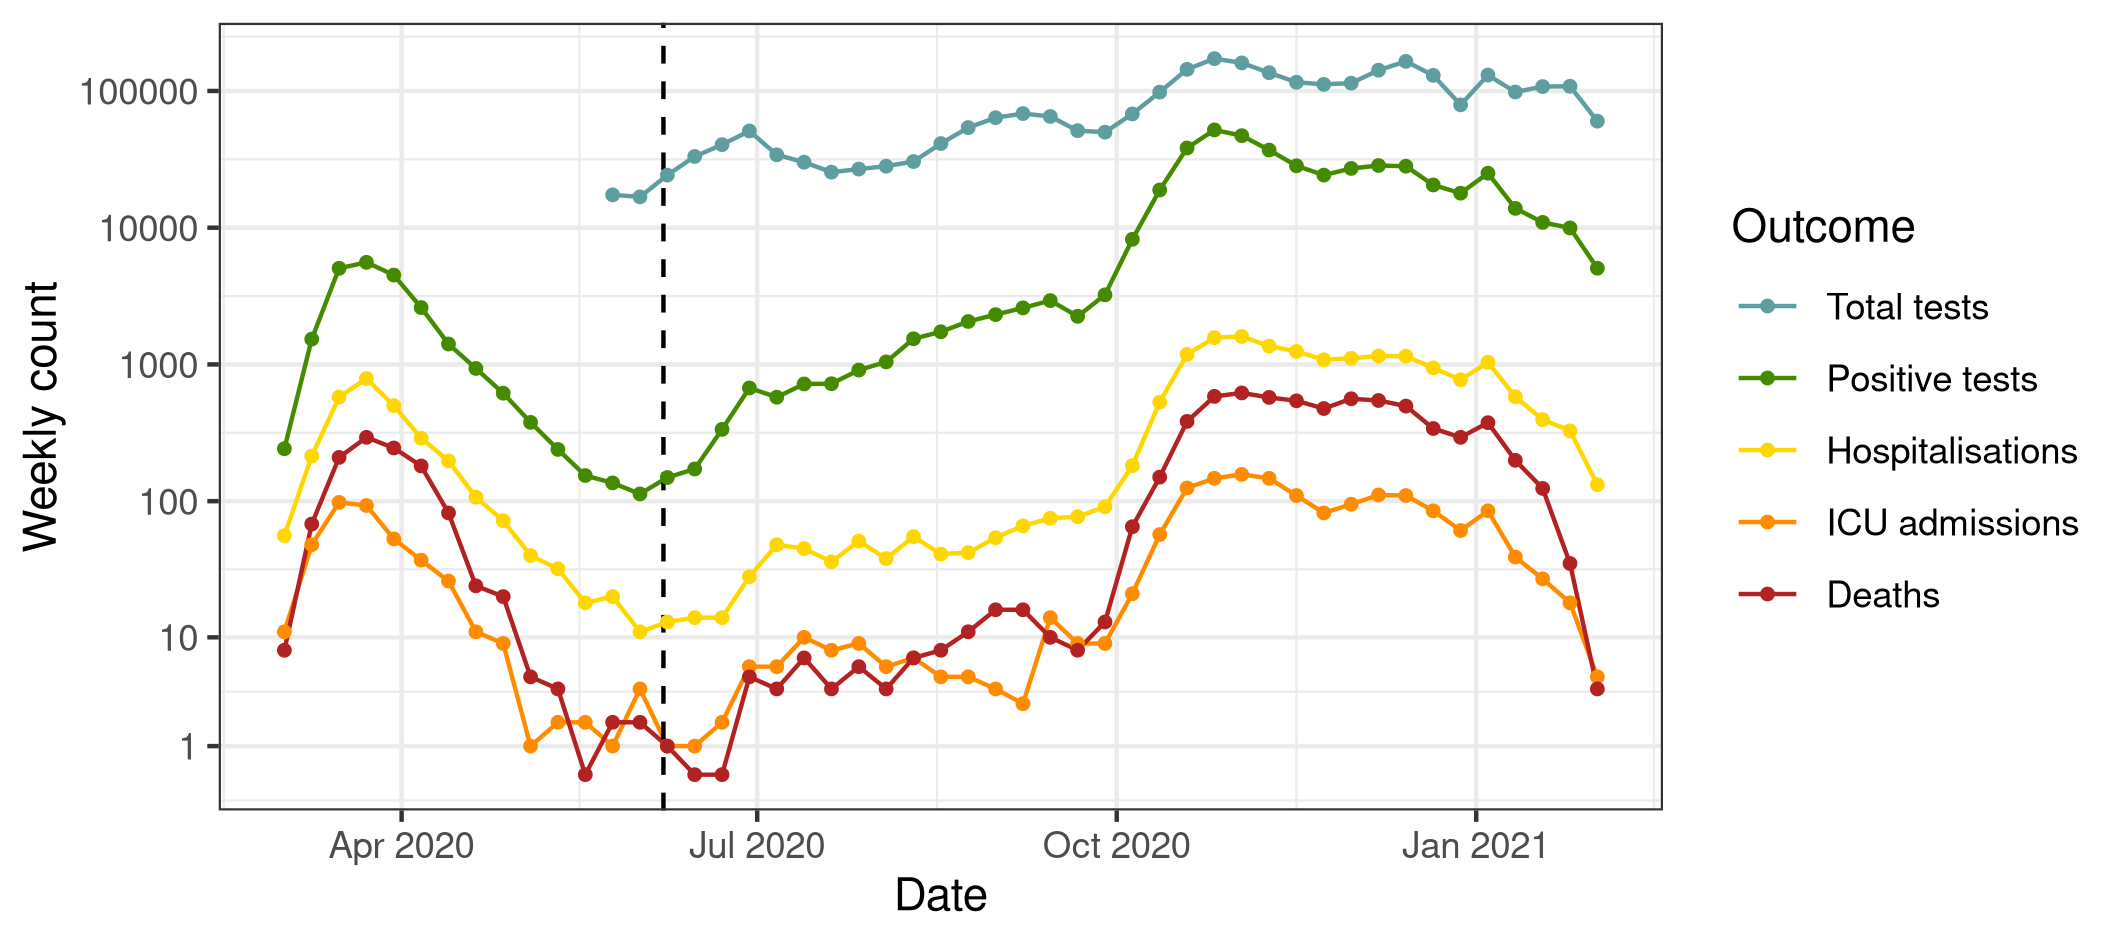 Weekly count
100000
10000
1000
100
10
1
Apr 2020
Jul 2020
Oct 2020
Jan 2021
Date
Outcome
Total tests
Positive tests
Hospitalisations
ICU admissions
Deaths